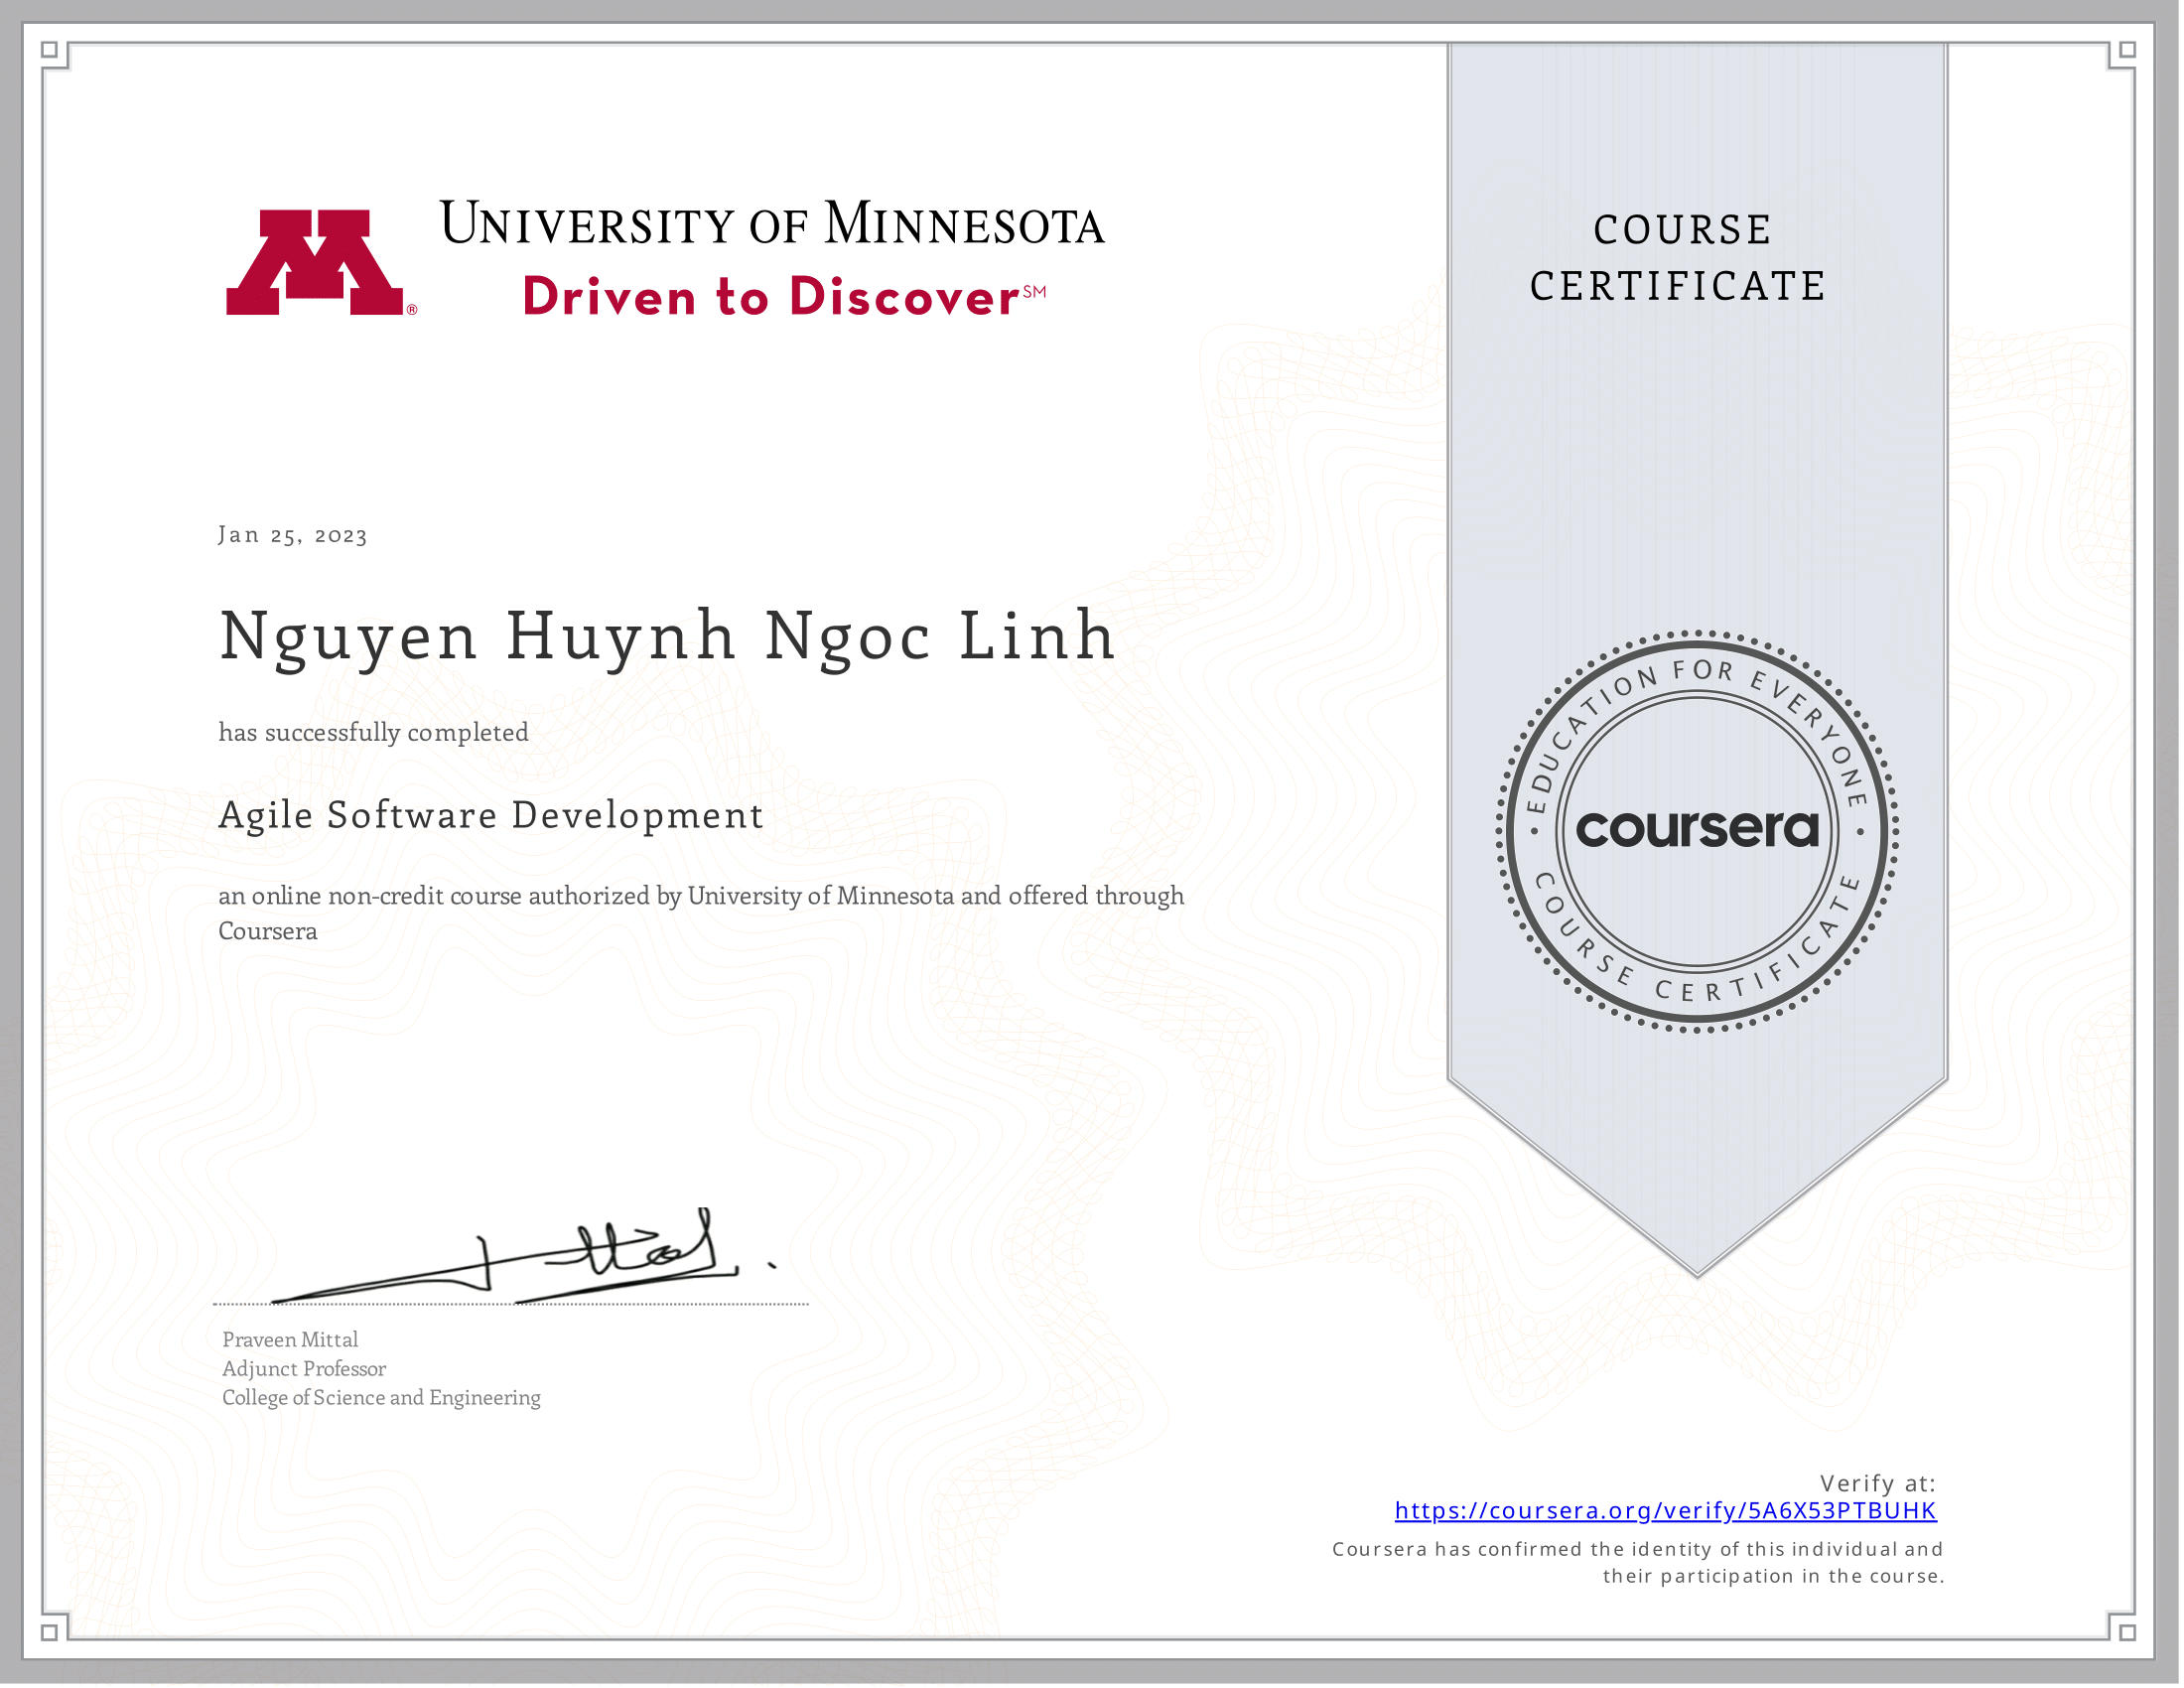 UNIVERSITY OF MINNESOTA
Driven to Discover℠
®
COURSE
CERTIFICATE
Jan 25, 2023
Nguyen Huynh Ngoc Linh
has successfully completed
Agile Software Development
an online non-credit course authorized by University of Minnesota and offered through
Coursera
• EDUCATION FOR EVERYONE •
coursera
COURSE CERTIFICATE
Mittal
Praveen Mittal
Adjunct Professor
College of Science and Engineering
Verify at:
https://coursera.org/verify/5A6X53PTBUHK
Coursera has confirmed the identity of this individual and
their participation in the course.